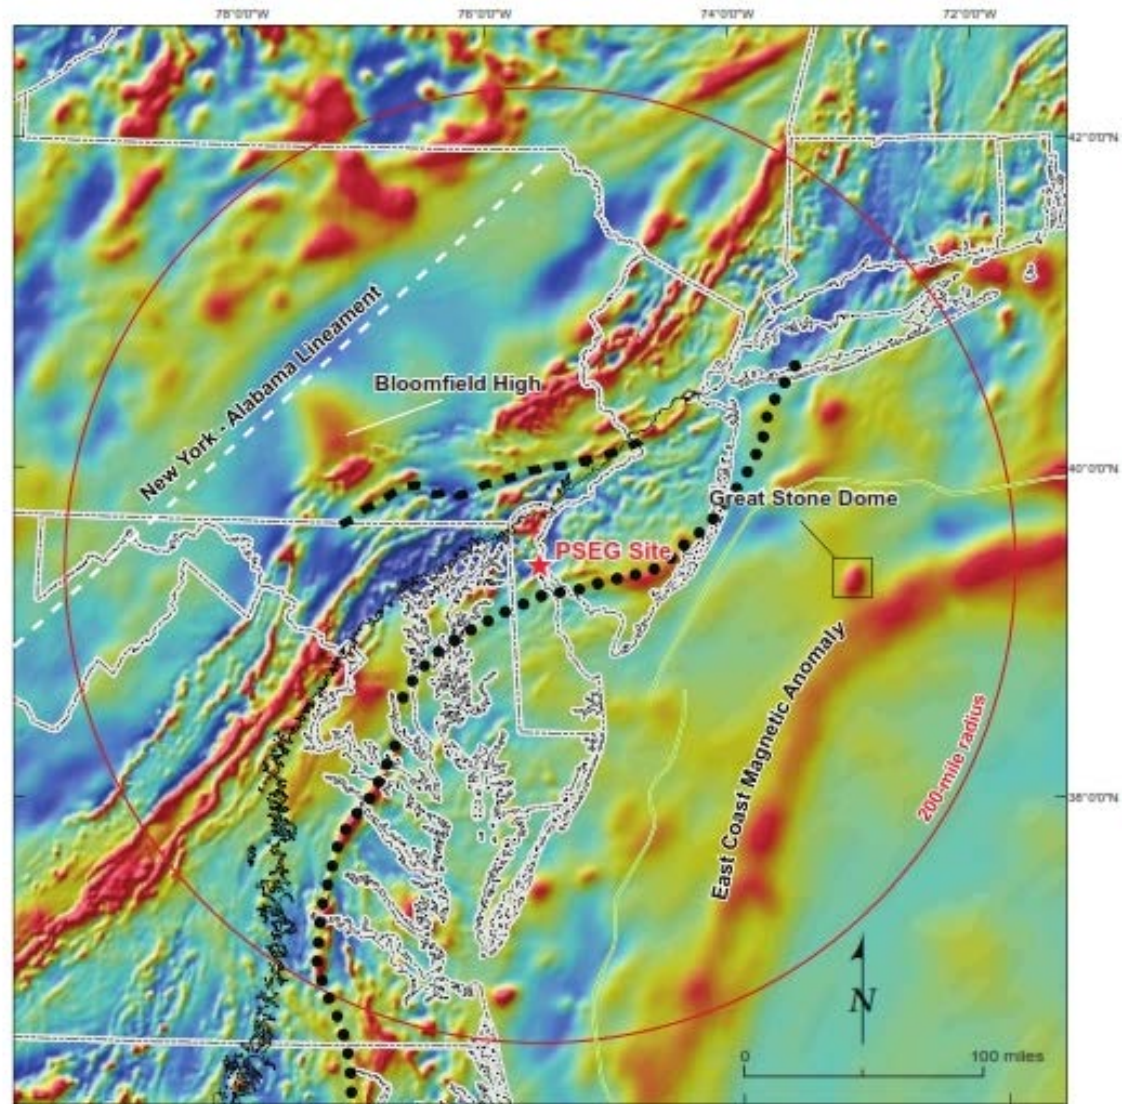 78°0'0"W
76°0'0"W
74°0'0"W
72°0'0"W
42°0'0"N
New York - Alabama Lineament
Bloomfield High
40°0'0"N
Great Stone Dome
PSEG Site
East Coast Magnetic Anomaly
200-mile radius
38°0'0"N
N
0
100 miles